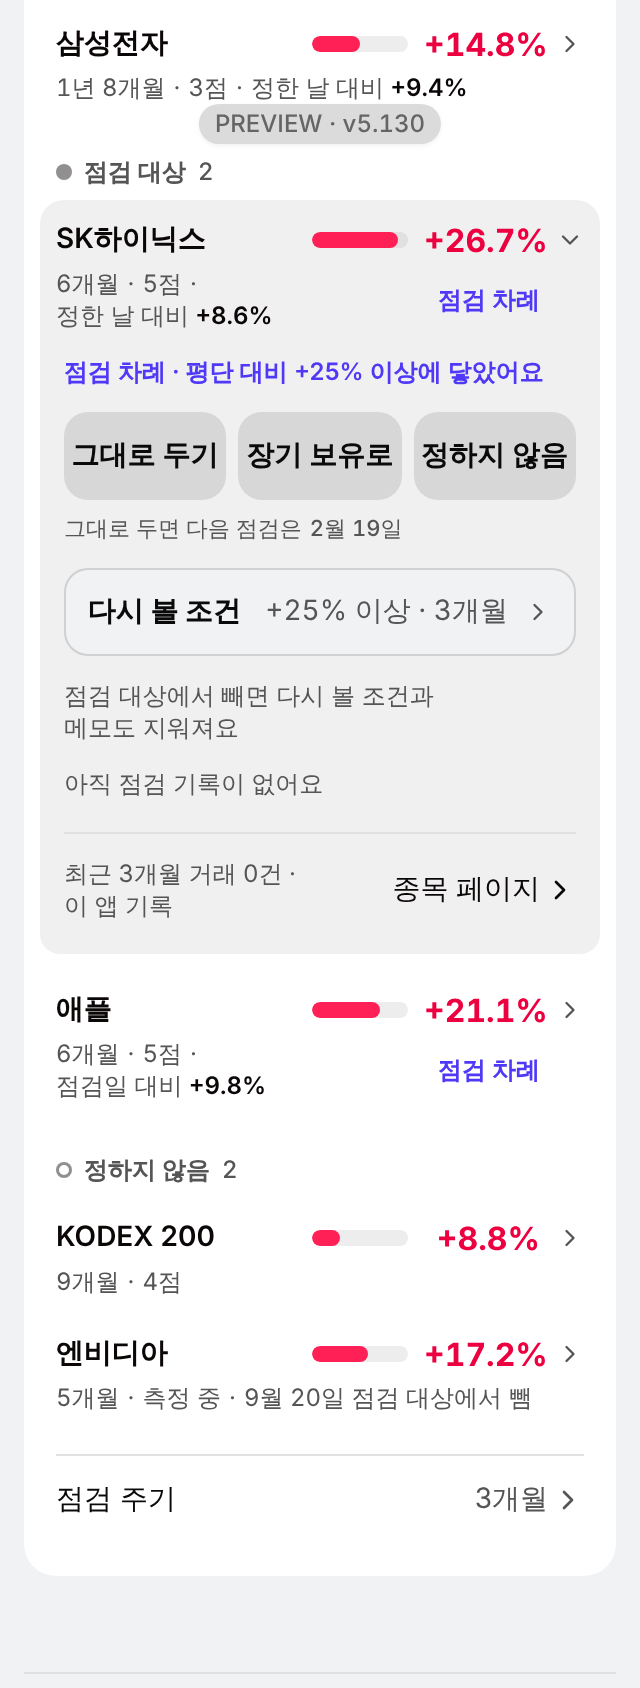 삼성전자 +14.8%
1년 8개월 · 3점 · 정한 날 대비 +9.4%
PREVIEW · v5.130
점검 대상 2
SK하이닉스 +26.7%
6개월 · 5점 ·
정한 날 대비 +8.6%
점검 차례
점검 차례 · 평단 대비 +25% 이상에 닿았어요
그대로 두기 장기 보유로 정하지 않음
그대로 두면 다음 점검은 2월 19일
다시 볼 조건 +25% 이상 · 3개월
점검 대상에서 빼면 다시 볼 조건과
메모도 지워져요
아직 점검 기록이 없어요
최근 3개월 거래 0건 ·
이 앱 기록
종목 페이지
애플 +21.1%
6개월 · 5점 ·
점검일 대비 +9.8%
점검 차례
정하지 않음 2
KODEX 200 +8.8%
9개월 · 4점
엔비디아 +17.2%
5개월 · 측정 중 · 9월 20일 점검 대상에서 뺌
점검 주기 3개월